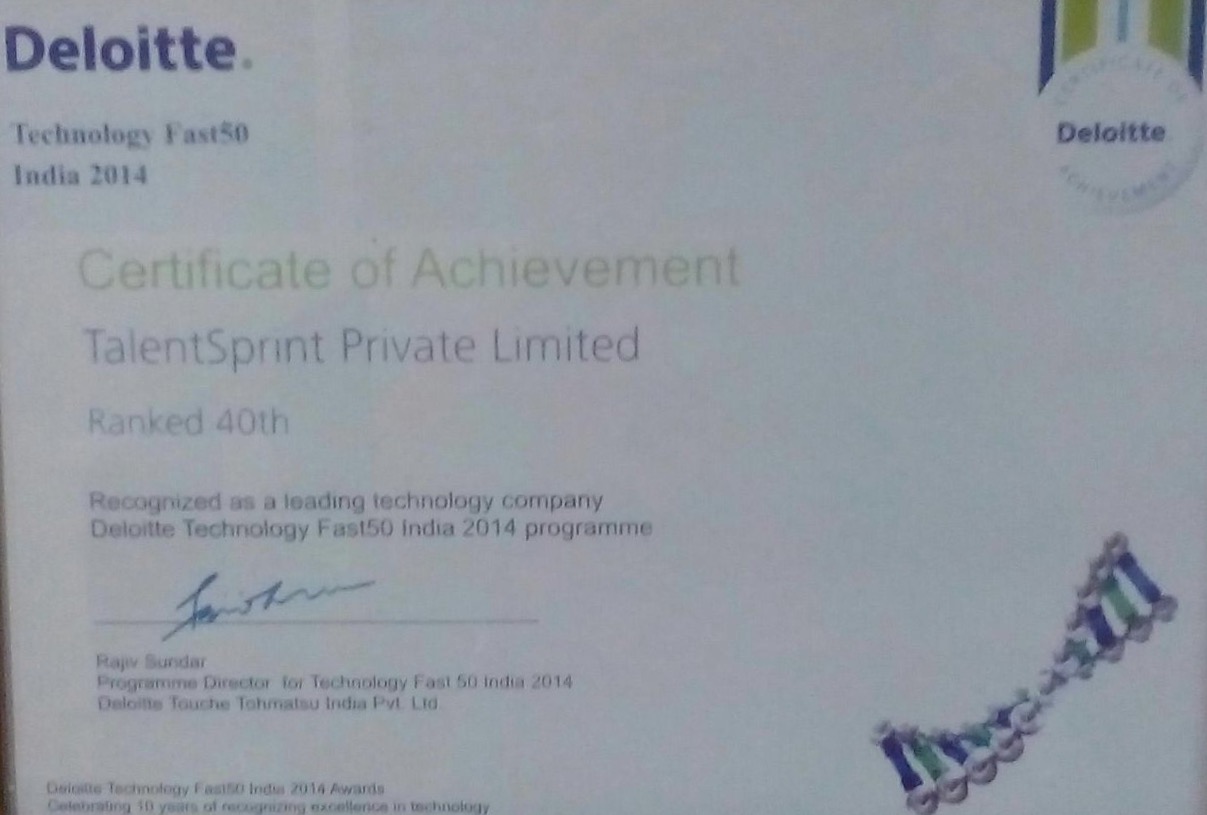 Deloitte.
Technology Fast50
India 2014
CERTIFICATE OF
Deloitte
ACHIEVEMENT
Certificate of Achievement
TalentSprint Private Limited
Ranked 40th
Recognized as a leading technology company
Deloitte Technology Fast50 India 2014 programme
Rajiv Sundar
Programme Director for Technology Fast 50 India 2014
Deloitte Touche Tohmatsu India Pvt. Ltd.
Deloitte Technology Fast50 India 2014 Awards
Celebrating 10 years of recognizing excellence in technology